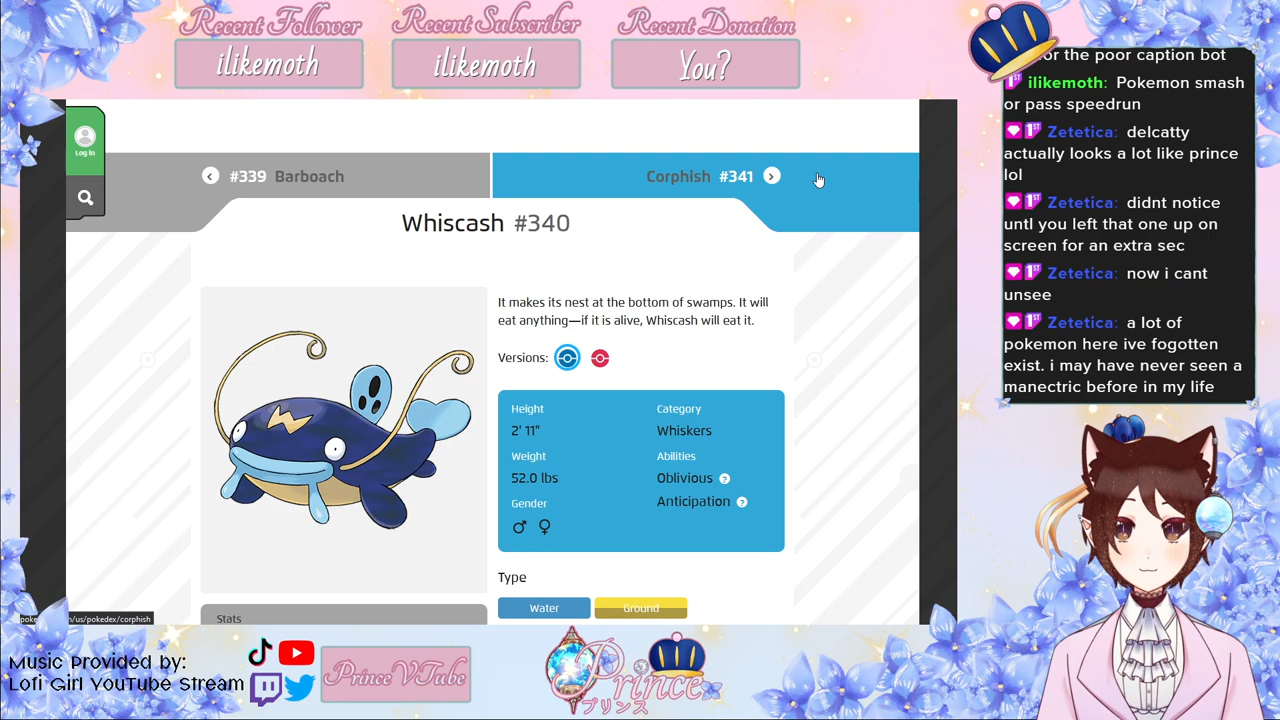 Recent Follower
ilikemoth
Recent Subscriber
ilikemoth
Recent Donation
You?
Log In
#339 Barboach
Corphish #341
Whiscash #340
It makes its nest at the bottom of swamps. It will
eat anything—if it is alive, Whiscash will eat it.
Versions:
Height
2' 11"
Weight
52.0 lbs
Gender
Category
Whiskers
Abilities
Oblivious ?
Anticipation ?
Type
Water
Ground
Stats
/us/pokedex/corphish
or the poor caption bot
ilikemoth: Pokemon smash
or pass speedrun
Zetetica: delcatty
actually looks a lot like prince
lol
Zetetica: didnt notice
untl you left that one up on
screen for an extra sec
Zetetica: now i cant
unsee
Zetetica: a lot of
pokemon here ive fogotten
exist. i may have never seen a
manectric before in my life
Music Provided by:
Lofi Girl YouTube Stream
Prince VTube
Prince
プリンス